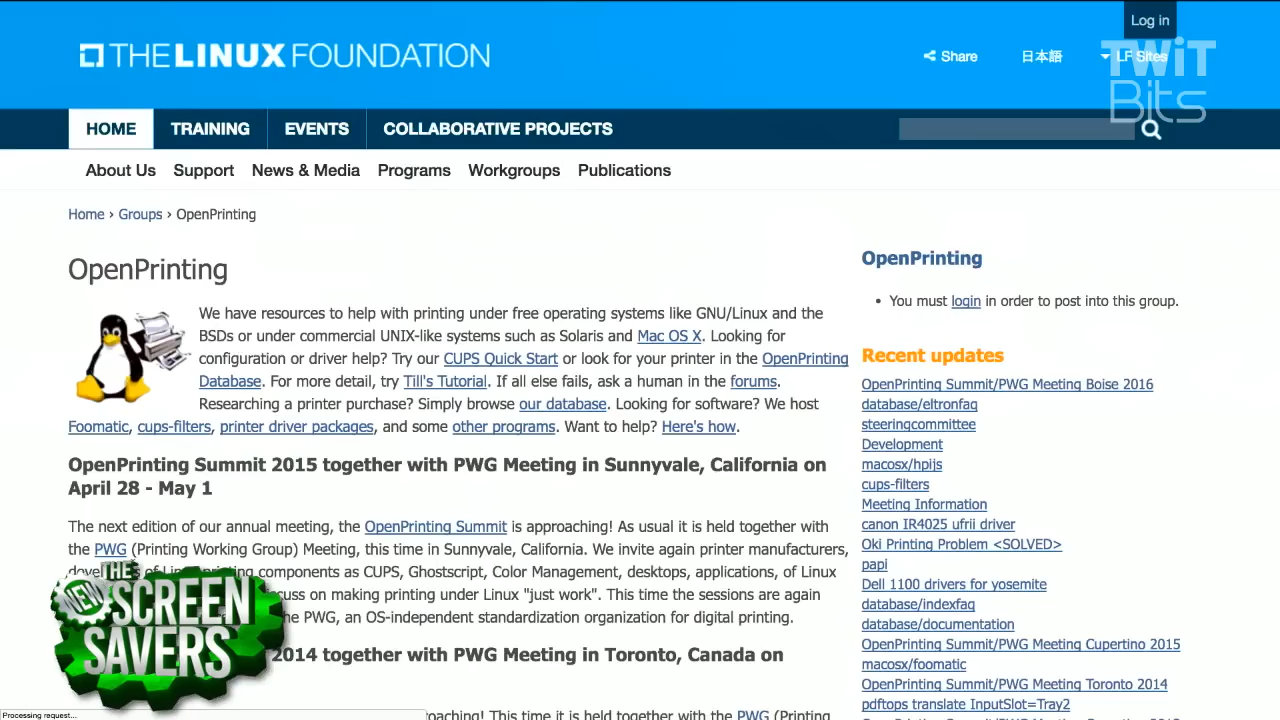 Log in
THE LINUX FOUNDATION
Share
日本語
LF Sites
TWiT
Bits
HOME
TRAINING
EVENTS
COLLABORATIVE PROJECTS
About Us
Support
News & Media
Programs
Workgroups
Publications
Home › Groups › OpenPrinting
OpenPrinting
We have resources to help with printing under free operating systems like GNU/Linux and the
BSDs or under commercial UNIX-like systems such as Solaris and Mac OS X. Looking for
configuration or driver help? Try our CUPS Quick Start or look for your printer in the OpenPrinting
Database. For more detail, try Till's Tutorial. If all else fails, ask a human in the forums.
Researching a printer purchase? Simply browse our database. Looking for software? We host
Foomatic, cups-filters, printer driver packages, and some other programs. Want to help? Here's how.
OpenPrinting Summit 2015 together with PWG Meeting in Sunnyvale, California on
April 28 - May 1
The next edition of our annual meeting, the OpenPrinting Summit is approaching! As usual it is held together with
the PWG (Printing Working Group) Meeting, this time in Sunnyvale, California. We invite again printer manufacturers,
components as CUPS, Ghostscript, Color Management, desktops, applications, of Linux
on making printing under Linux "just work". This time the sessions are again
the PWG, an OS-independent standardization organization for digital printing.
2014 together with PWG Meeting in Toronto, Canada on
This time it is held together with the PWG (Printing
THE NEW
SCREEN
SAVERS
Processing request...
OpenPrinting
• You must login in order to post into this group.
Recent updates
OpenPrinting Summit/PWG Meeting Boise 2016
database/eltronfaq
steeringcommittee
Development
macosx/hpijs
cups-filters
Meeting Information
canon IR4025 ufrii driver
Oki Printing Problem <SOLVED>
papi
Dell 1100 drivers for yosemite
database/indexfaq
database/documentation
OpenPrinting Summit/PWG Meeting Cupertino 2015
macosx/foomatic
OpenPrinting Summit/PWG Meeting Toronto 2014
pdftops translate InputSlot=Tray2